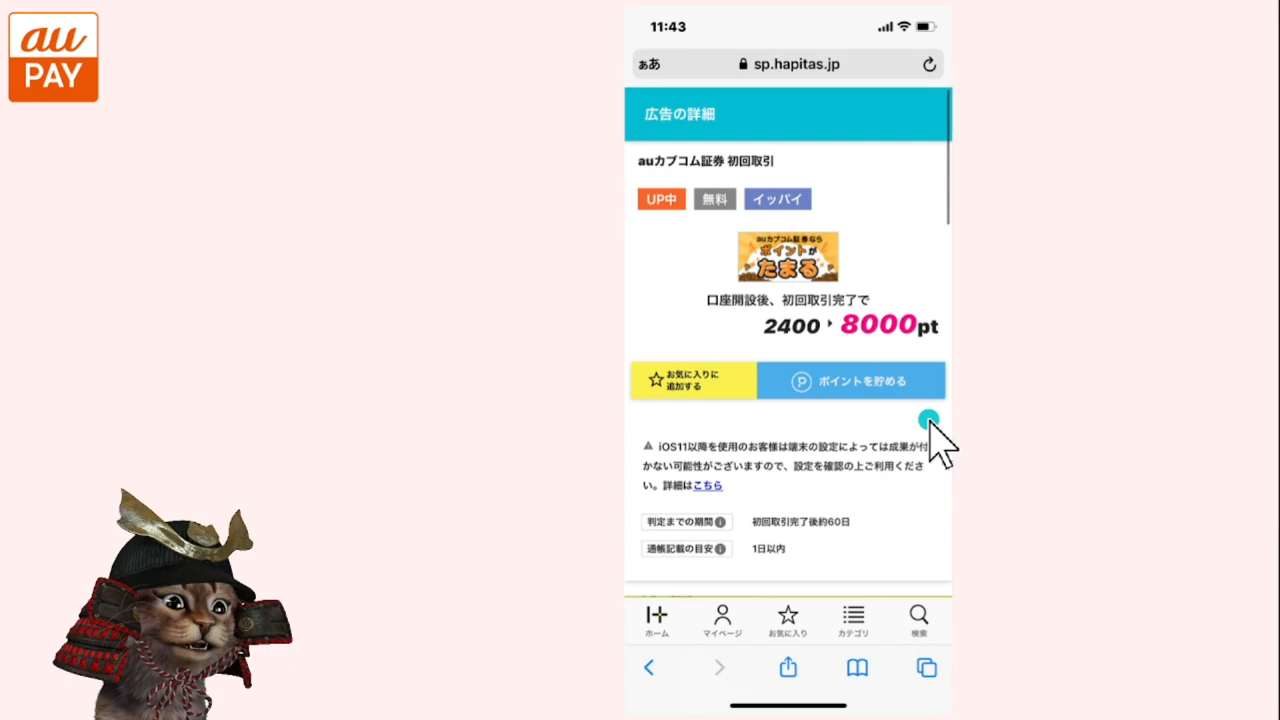 au
PAY
11:43
ぁあ
sp.hapitas.jp
広告の詳細
auカブコム証券 初回取引
UP中 無料 イッパイ
auカブコム証券なら
ポイントが
たまる
口座開設後、初回取引完了で
2400 8000pt
お気に入りに
追加する
P ポイントを貯める
iOS11以降を使用のお客様は端末の設定によっては成果が付
かない可能性がございますので、設定を確認の上ご利用くださ
い。詳細はこちら
判定までの期間 初回取引完了後約60日
通帳記載の目安 1日以内
ホーム マイページ お気に入り カテゴリ 検索